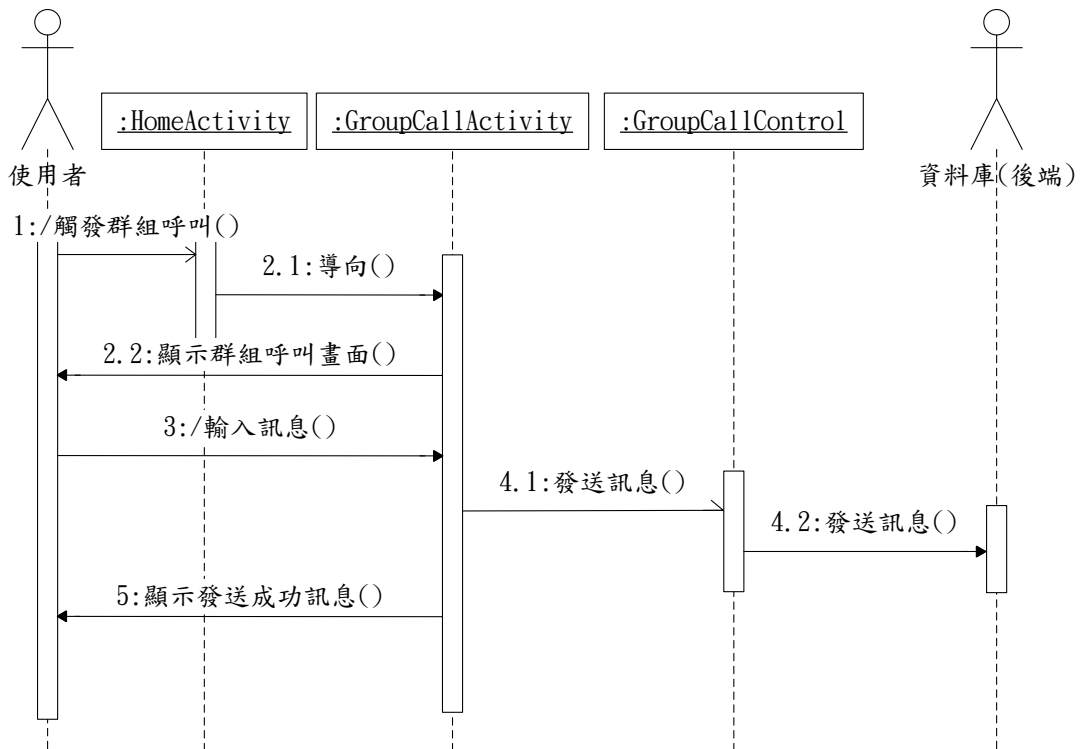 :HomeActivity
:GroupCallActivity
:GroupCallControl
使用者
資料庫(後端)
1:/觸發群組呼叫()
2.1:導向()
2.2:顯示群組呼叫畫面()
3:/輸入訊息()
4.1:發送訊息()
4.2:發送訊息()
5:顯示發送成功訊息()